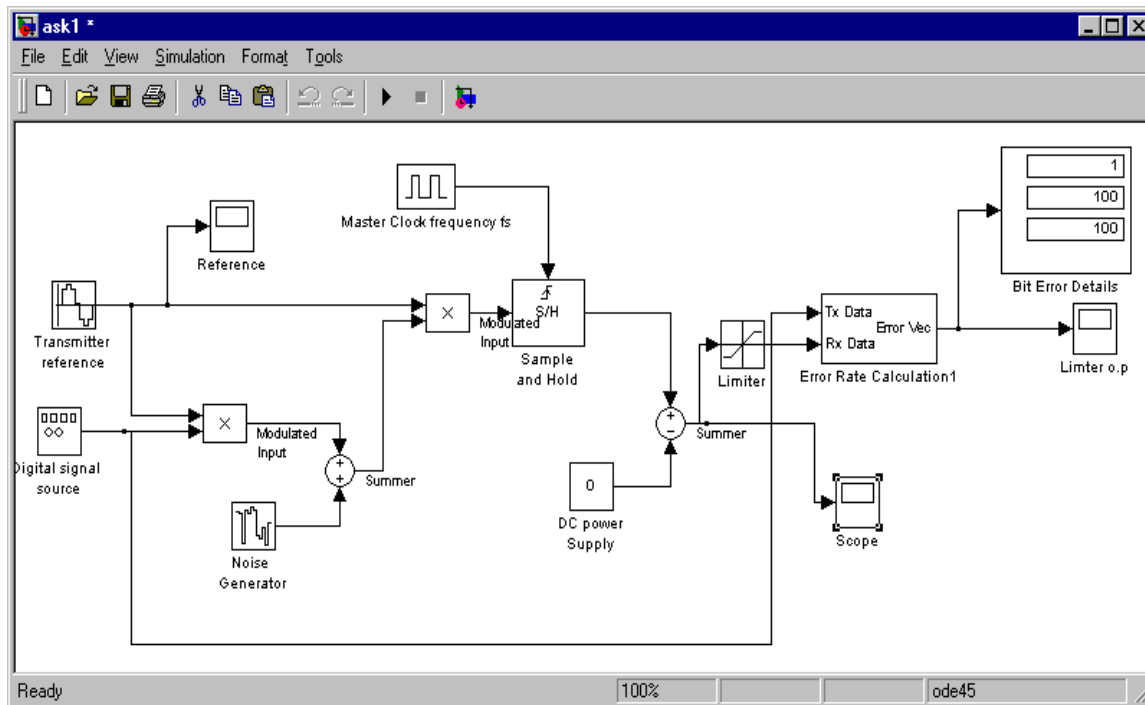 ask1 *
File Edit View Simulation Format Tools
1
100
100
Bit Error Details
Master Clock frequency fs
Reference
Transmitter
reference
×
Modulated
Input
S/H
Sample
and Hold
Tx Data
Error Vec
Rx Data
Error Rate Calculation1
Limter o.p
Limiter
Digital signal
source
×
Modulated
Input
+
+
Summer
+
−
Summer
0
DC power
Supply
Scope
Noise
Generator
Ready
100%
ode45